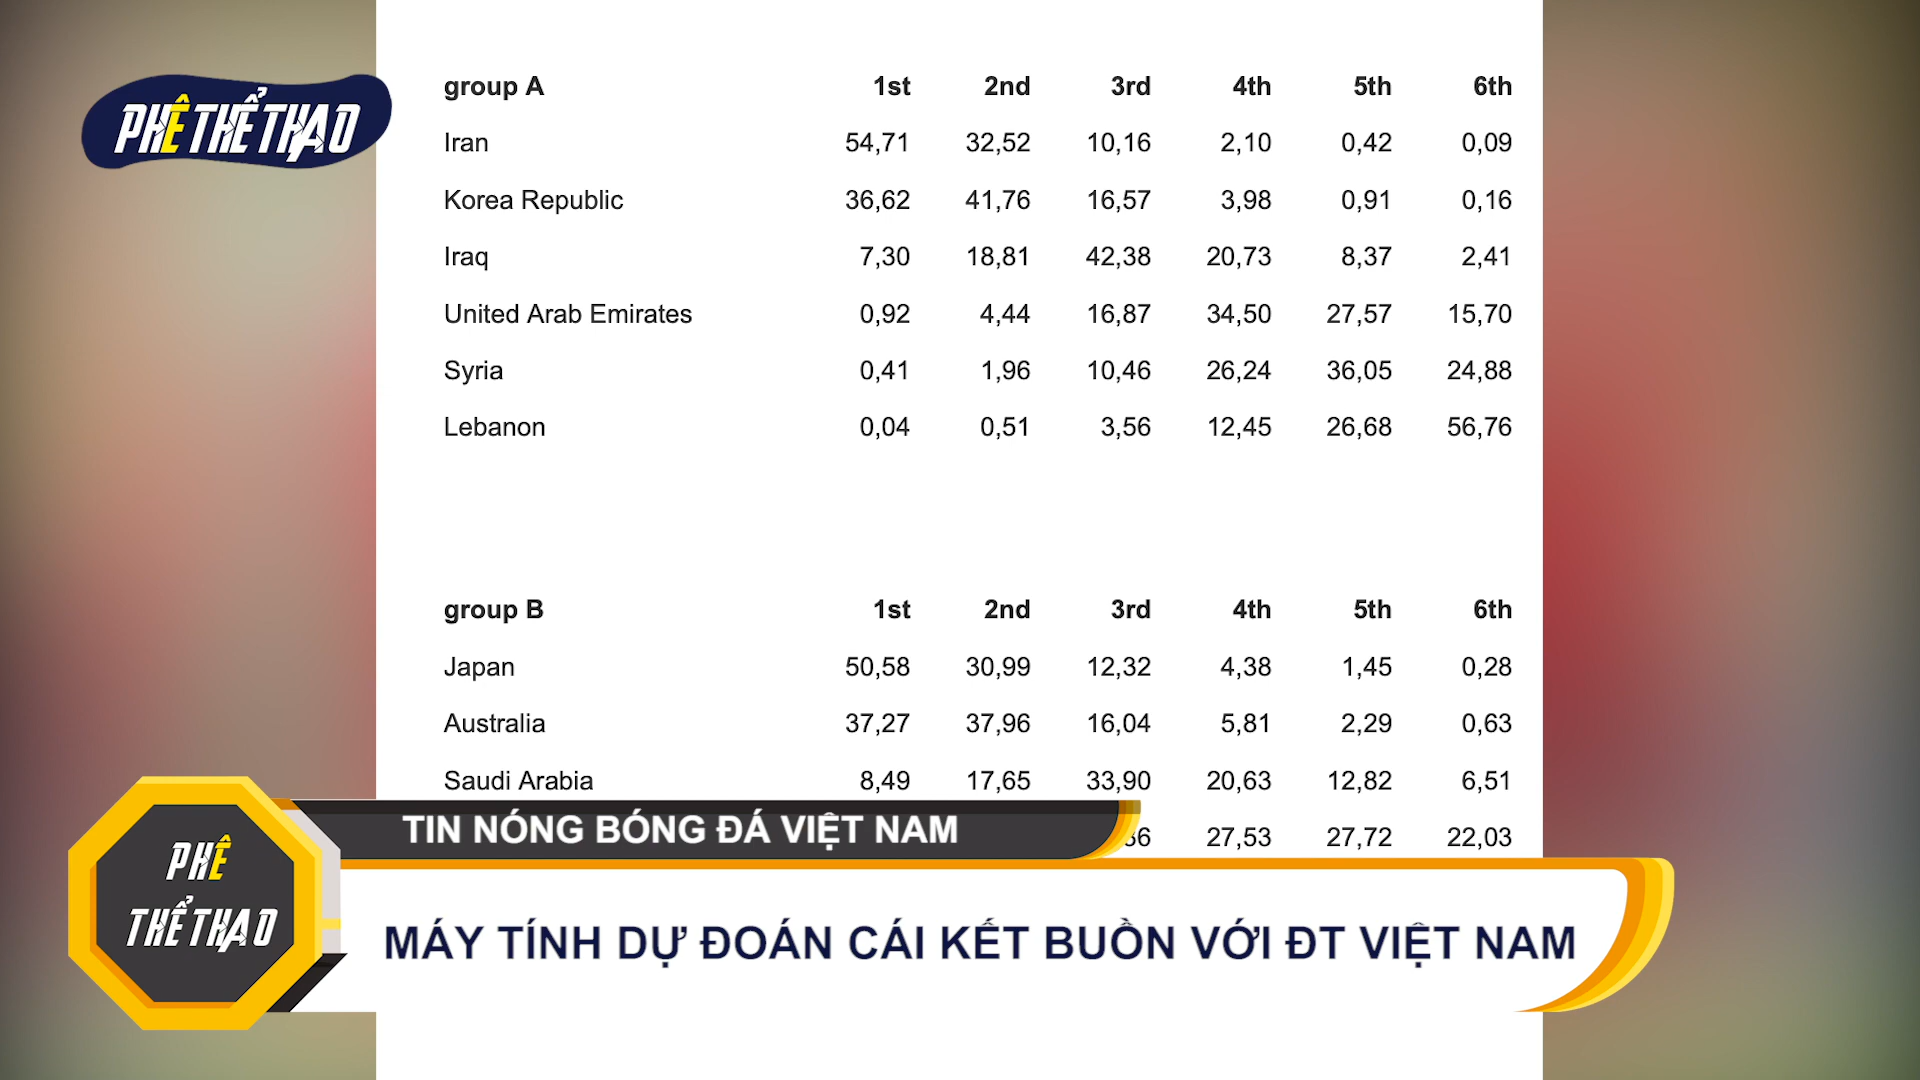 PHÊ THỂ THAO
group A 1st 2nd 3rd 4th 5th 6th
Iran 54,71 32,52 10,16 2,10 0,42 0,09
Korea Republic 36,62 41,76 16,57 3,98 0,91 0,16
Iraq 7,30 18,81 42,38 20,73 8,37 2,41
United Arab Emirates 0,92 4,44 16,87 34,50 27,57 15,70
Syria 0,41 1,96 10,46 26,24 36,05 24,88
Lebanon 0,04 0,51 3,56 12,45 26,68 56,76
group B 1st 2nd 3rd 4th 5th 6th
Japan 50,58 30,99 12,32 4,38 1,45 0,28
Australia 37,27 37,96 16,04 5,81 2,29 0,63
Saudi Arabia 8,49 17,65 33,90 20,63 12,82 6,51
27,53 27,72 22,03
TIN NÓNG BÓNG ĐÁ VIỆT NAM
PHÊ
THỂ THAO
MÁY TÍNH DỰ ĐOÁN CÁI KẾT BUỒN VỚI ĐT VIỆT NAM